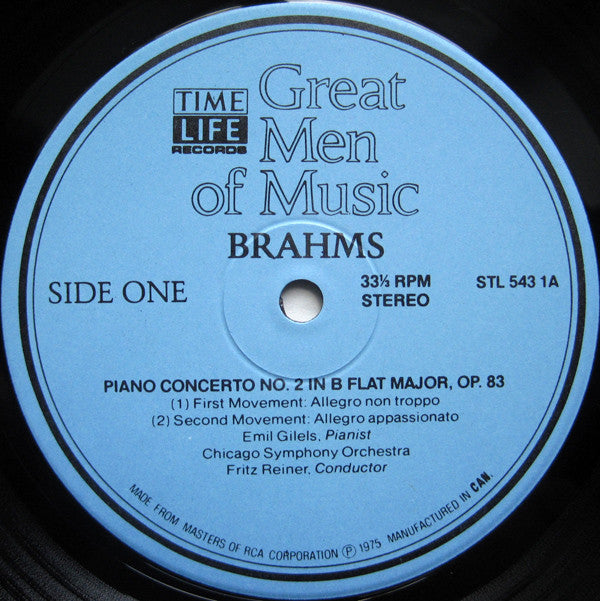 TIME
LIFE
RECORDS
Great
Men
of Music
BRAHMS
SIDE ONE
33⅓ RPM
STEREO
STL 543 1A
PIANO CONCERTO NO. 2 IN B FLAT MAJOR, OP. 83
(1) First Movement: Allegro non troppo
(2) Second Movement: Allegro appassionato
Emil Gilels, Pianist
Chicago Symphony Orchestra
Fritz Reiner, Conductor
MADE FROM MASTERS OF RCA CORPORATION Ⓟ 1975 MANUFACTURED IN CAN.